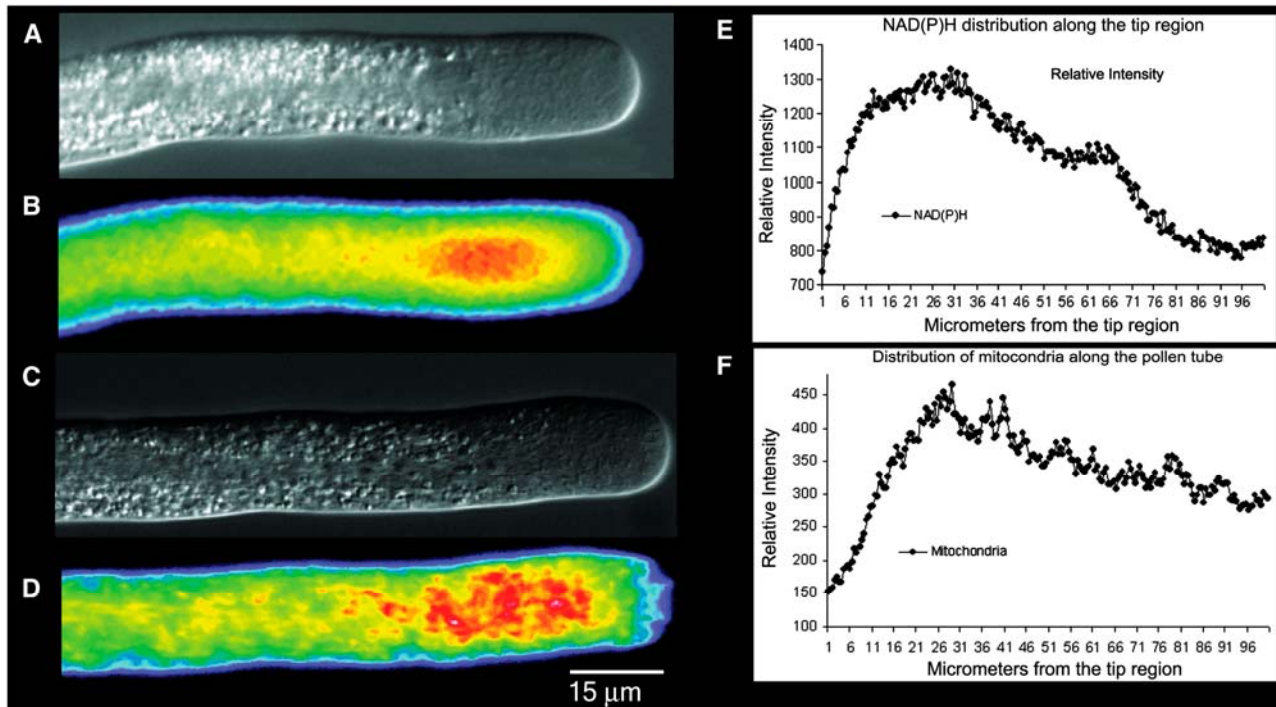 A
B
C
D
15 μm
E
NAD(P)H distribution along the tip region
Relative Intensity
1400
1300
1200
1100
1000
900
800
700
Relative Intensity
NAD(P)H
1 6 11 16 21 26 31 36 41 46 51 56 61 66 71 76 81 86 91 96
Micrometers from the tip region
F
Distribution of mitocondria along the pollen tube
450
400
350
300
250
200
150
100
Relative Intensity
Mitochondria
1 6 11 16 21 26 31 36 41 46 51 56 61 66 71 76 81 86 91 96
Micrometers from the tip region